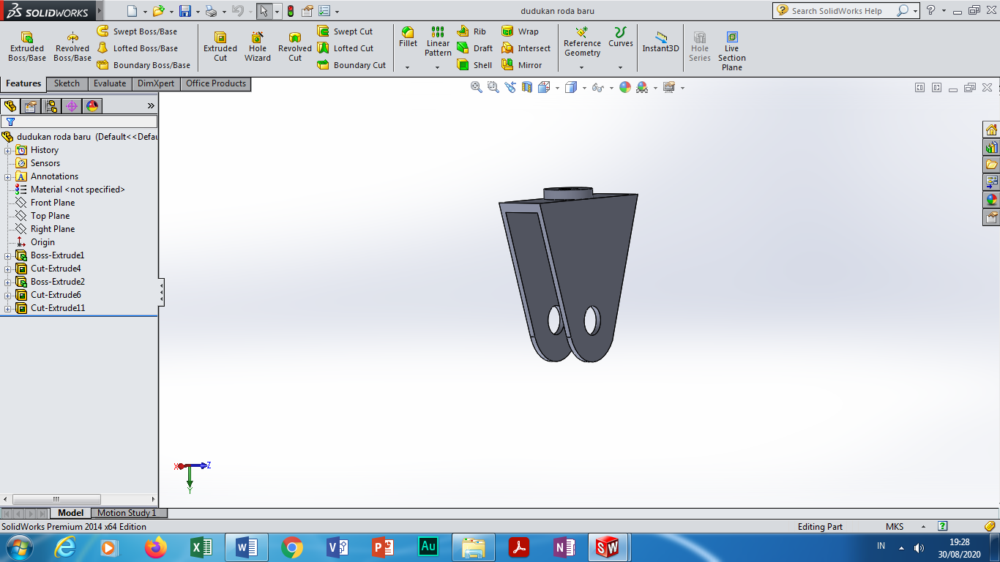 SOLIDWORKS
dudukan roda baru
Search SolidWorks Help
Extruded Boss/Base
Revolved Boss/Base
Swept Boss/Base
Lofted Boss/Base
Boundary Boss/Base
Extruded Cut
Hole Wizard
Revolved Cut
Swept Cut
Lofted Cut
Boundary Cut
Fillet
Linear Pattern
Rib
Draft
Shell
Wrap
Intersect
Mirror
Reference Geometry
Curves
Instant3D
Hole Series
Live Section Plane
Features Sketch Evaluate DimXpert Office Products
dudukan roda baru (Default<<Defau
History
Sensors
Annotations
Material <not specified>
Front Plane
Top Plane
Right Plane
Origin
Boss-Extrude1
Cut-Extrude4
Boss-Extrude2
Cut-Extrude6
Cut-Extrude11
X Z
Y
Model Motion Study 1
SolidWorks Premium 2014 x64 Edition
Editing Part MKS
IN
19:28
30/08/2020